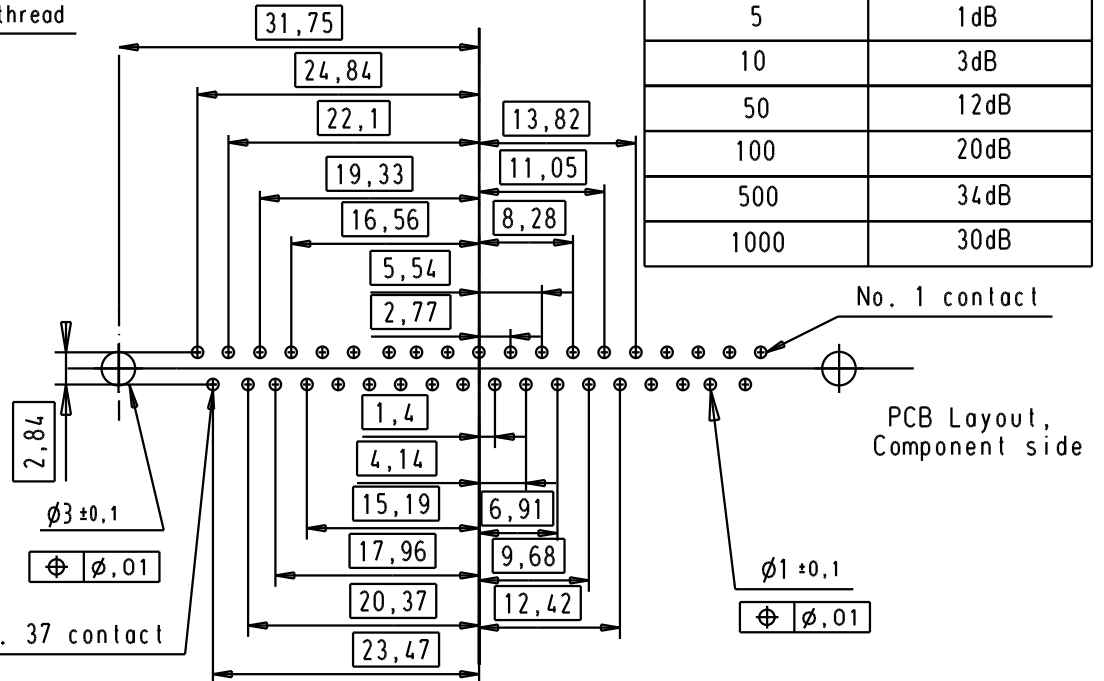 thread
31,75
24,84
22,1
19,33
16,56
5,54
2,77
13,82
11,05
8,28
5 1dB
10 3dB
50 12dB
100 20dB
500 34dB
1000 30dB
No. 1 contact
2,84
1,4
4,14
15,19
17,96
20,37
23,47
6,91
9,68
12,42
PCB Layout,
Component side
ϕ3 ±0,1
⌖ ϕ,01
. 37 contact
ϕ1 ±0,1
⌖ ϕ,01